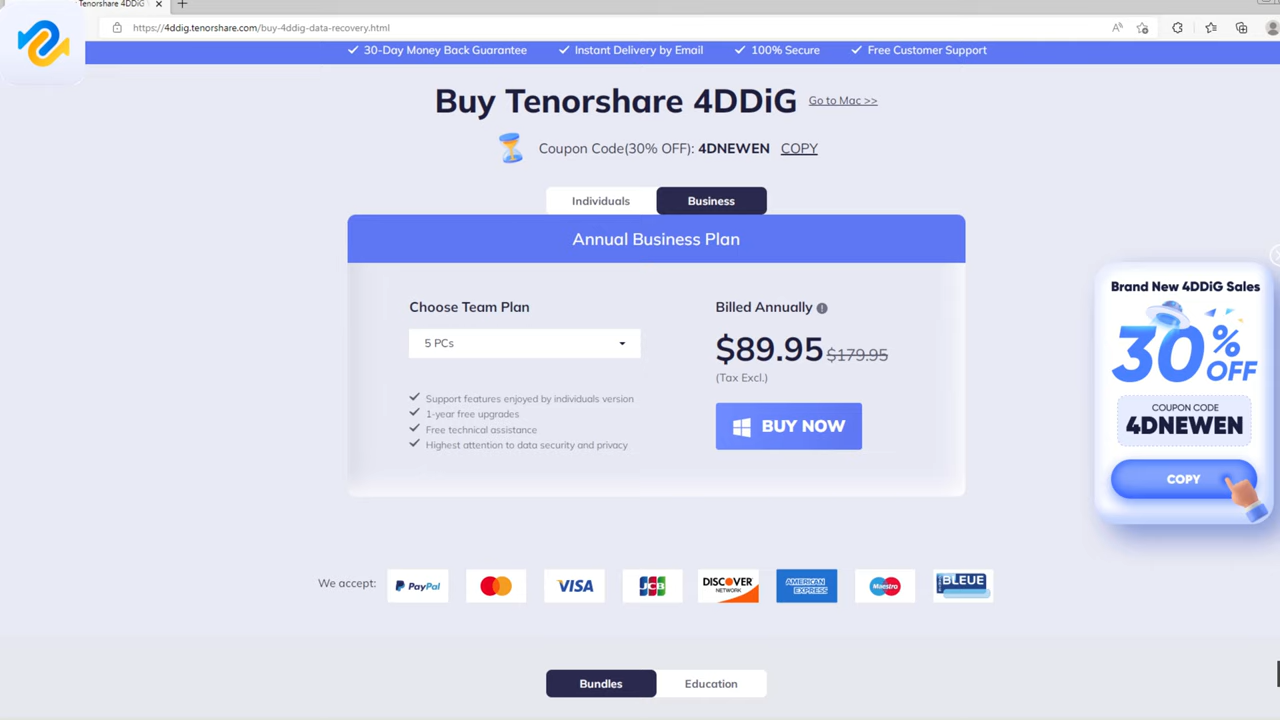 Tenorshare 4DDiG
https://4ddig.tenorshare.com/buy-4ddig-data-recovery.html
30-Day Money Back Guarantee
Instant Delivery by Email
100% Secure
Free Customer Support
Buy Tenorshare 4DDiG
Go to Mac >>
Coupon Code(30% OFF): 4DNEWEN COPY
Individuals
Business
Annual Business Plan
Choose Team Plan
5 PCs
Support features enjoyed by individuals version
1-year free upgrades
Free technical assistance
Highest attention to data security and privacy
Billed Annually
$89.95 $179.95
(Tax Excl.)
BUY NOW
Brand New 4DDiG Sales
30% OFF
COUPON CODE
4DNEWEN
COPY
We accept:
PayPal
VISA
JCB
DISCOVER
NETWORK
AMERICAN
EXPRESS
Maestro
BLEUE
Bundles
Education